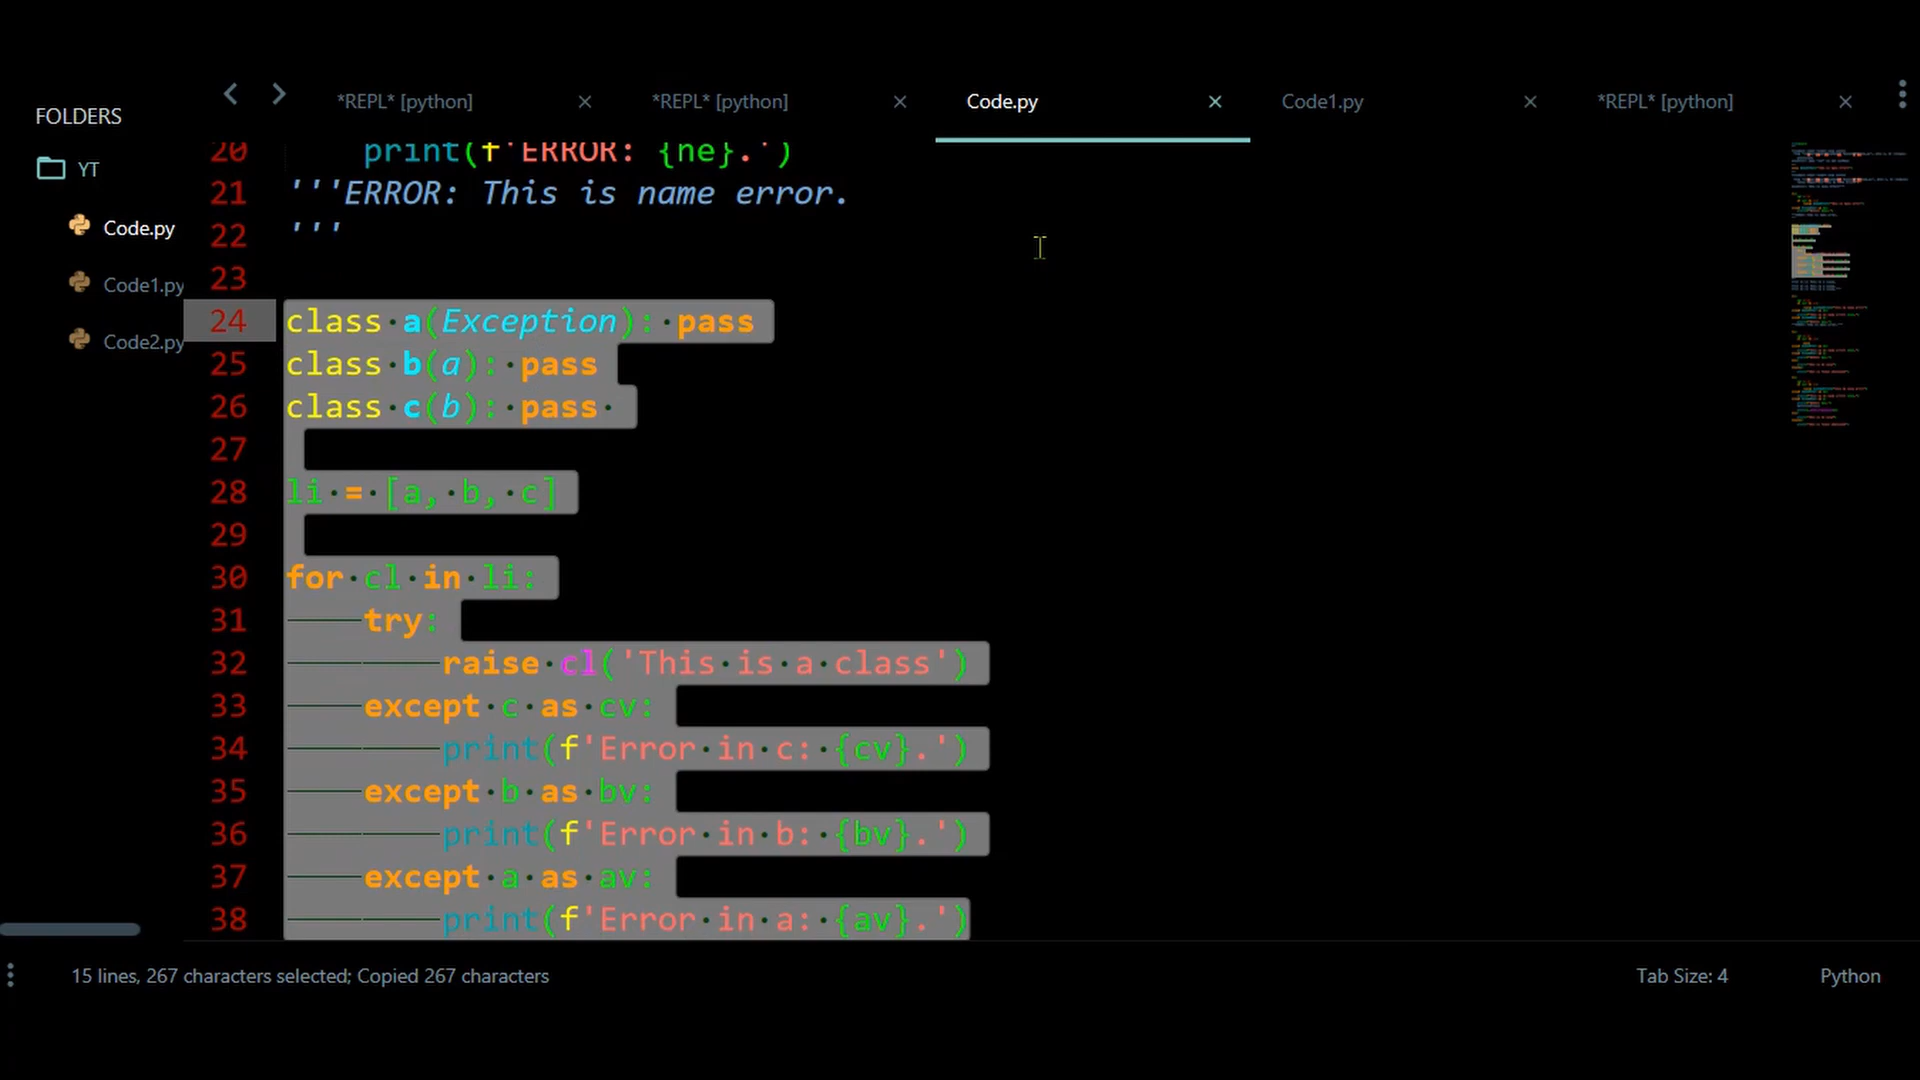 FOLDERS
YT
Code.py
Code1.py
Code2.py
*REPL* [python]
*REPL* [python]
Code.py
Code1.py
*REPL* [python]
20     print(f'ERROR: {ne}.')
21 '''ERROR: This is name error.
22 '''
23
24 class a(Exception): pass
25 class b(a): pass
26 class c(b): pass
27
28 li = [a, b, c]
29
30 for cl in li:
31     try:
32         raise cl('This is a class')
33     except c as cv:
34         print(f'Error in c: {cv}.')
35     except b as bv:
36         print(f'Error in b: {bv}.')
37     except a as av:
38         print(f'Error in a: {av}.')
15 lines, 267 characters selected; Copied 267 characters
Tab Size: 4
Python